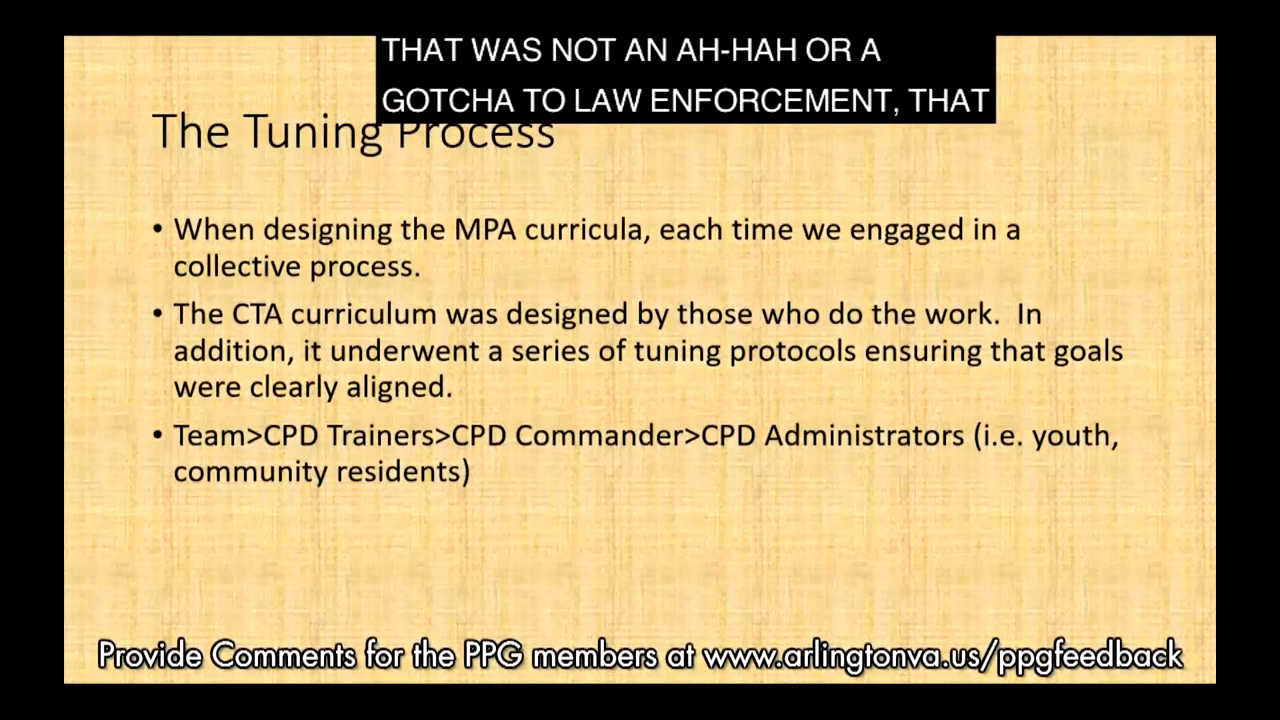 THAT WAS NOT AN AH-HAH OR A
GOTCHA TO LAW ENFORCEMENT, THAT
The Tuning Process
• When designing the MPA curricula, each time we engaged in a
collective process.
• The CTA curriculum was designed by those who do the work.  In
addition, it underwent a series of tuning protocols ensuring that goals
were clearly aligned.
• Team>CPD Trainers>CPD Commander>CPD Administrators (i.e. youth,
community residents)
Provide Comments for the PPG members at www.arlingtonva.us/ppgfeedback